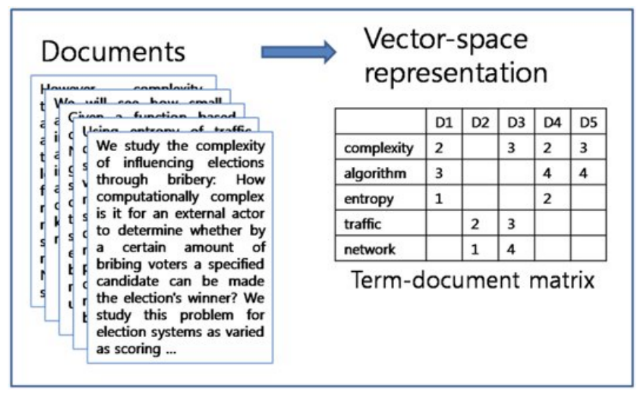 Documents
Vector-space
representation
However, complexity
We will see how small
Given a function based
Using entropy of traffic
We study the complexity
of influencing elections
through bribery: How
computationally complex
is it for an external actor
to determine whether by
a certain amount of
bribing voters a specified
candidate can be made
the election's winner? We
study this problem for
election systems as varied
as scoring ...
D1 D2 D3 D4 D5
complexity 2 3 2 3
algorithm 3 4 4
entropy 1 2
traffic 2 3
network 1 4
Term-document matrix